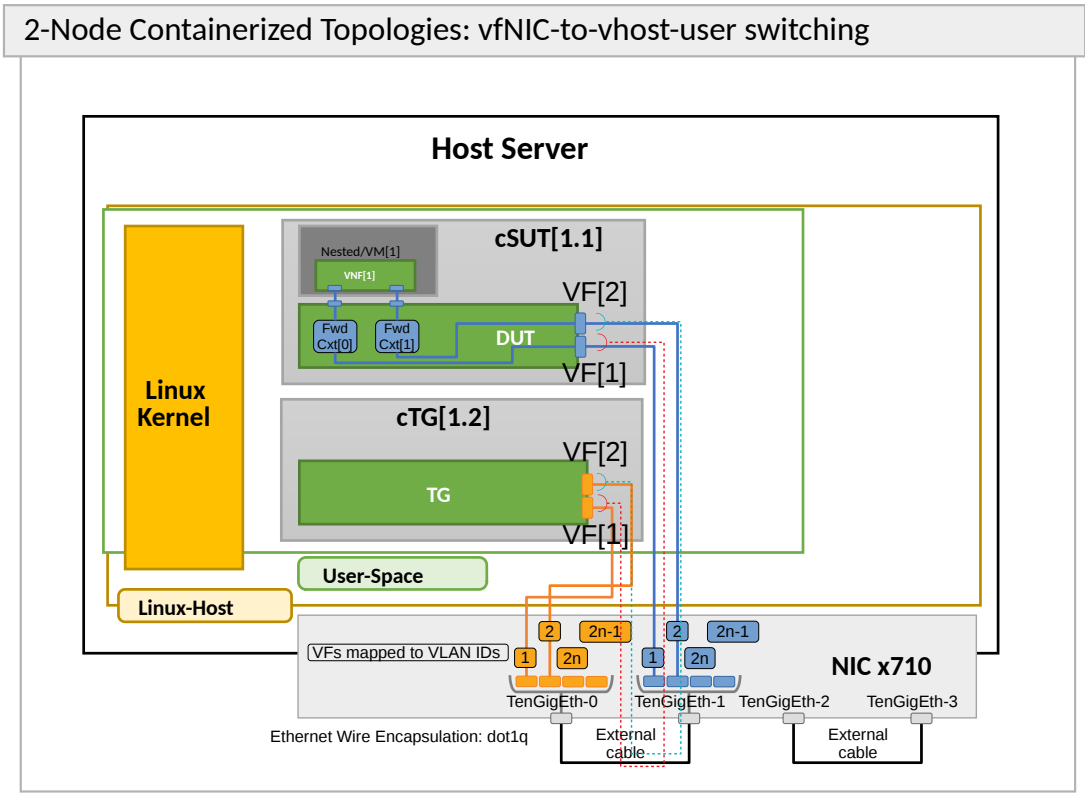 2-Node Containerized Topologies: vfNIC-to-vhost-user switching
Host Server
cSUT[1.1]
Nested/VM[1]
VNF[1]
VF[2]
Fwd
Cxt[0]
Fwd
Cxt[1]
DUT
VF[1]
Linux
Kernel
cTG[1.2]
VF[2]
TG
VF[1]
User-Space
Linux-Host
2
2n-1
2
2n-1
VFs mapped to VLAN IDs
1
2n
1
2n
NIC x710
TenGigEth-0
TenGigEth-1
TenGigEth-2
TenGigEth-3
Ethernet Wire Encapsulation: dot1q
External
cable
External
cable